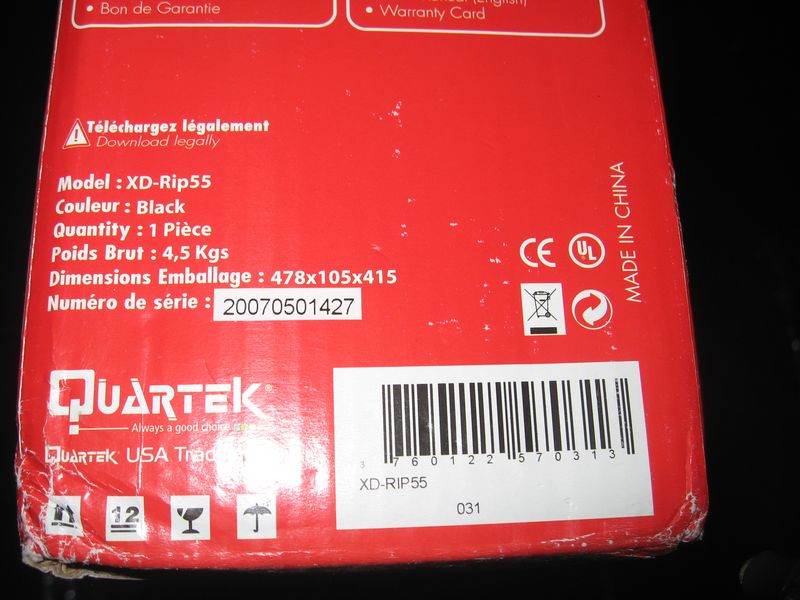 • Bon de Garantie
(English)
• Warranty Card
Téléchargez légalement
Download legally
Model : XD-Rip55
Couleur : Black
Quantity : 1 Pièce
Poids Brut : 4,5 Kgs
Dimensions Emballage : 478x105x415
Numéro de série : 20070501427
CE
UL
MADE IN CHINA
QUARTEK®
Always a good choice
QUARTEK USA
12
3 760122 570313
XD-RIP55
031